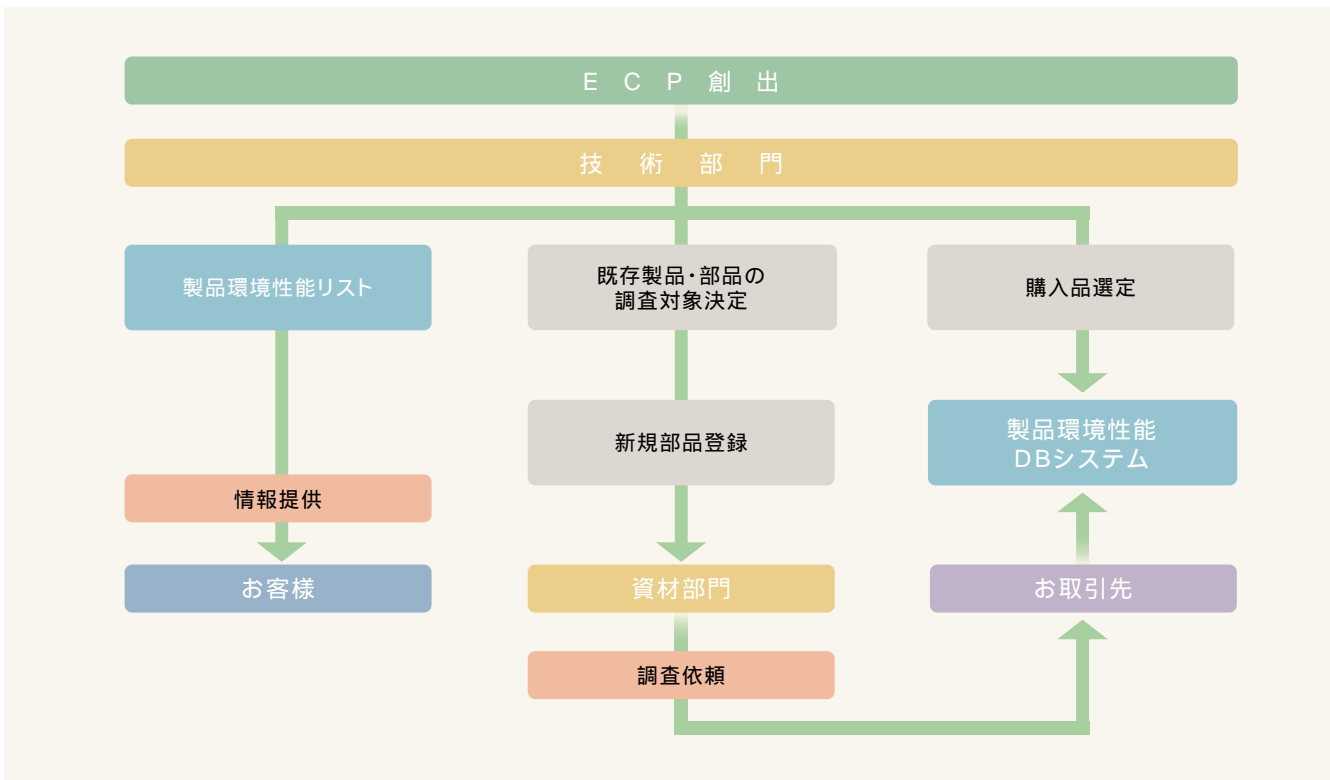 ECP創出
技術部門
製品環境性能リスト
既存製品・部品の
調査対象決定
購入品選定
新規部品登録
製品環境性能
DBシステム
情報提供
お客様
資材部門
お取引先
調査依頼